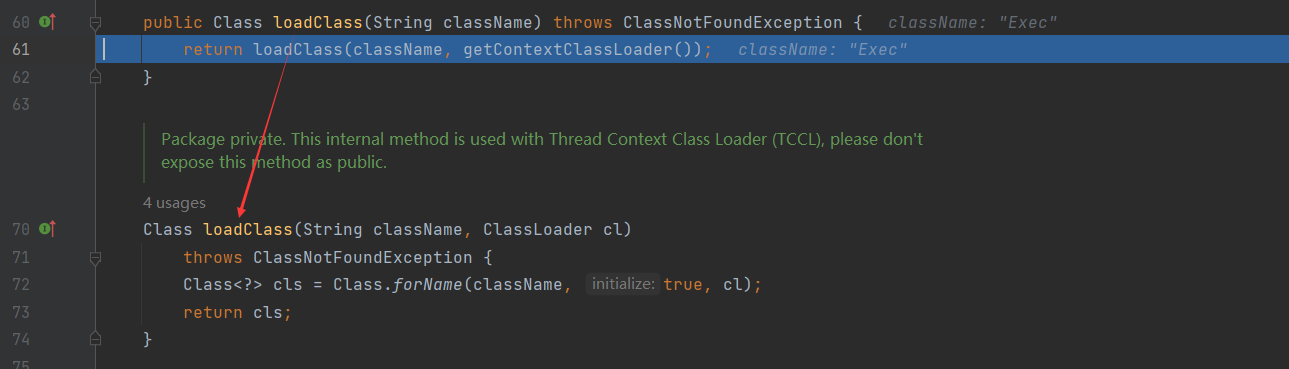 60 public Class loadClass(String className) throws ClassNotFoundException { className: "Exec"
61 return loadClass(className, getContextClassLoader()); className: "Exec"
62 }
63
Package private. This internal method is used with Thread Context Class Loader (TCCL), please don't
expose this method as public.
4 usages
70 Class loadClass(String className, ClassLoader cl)
71 throws ClassNotFoundException {
72 Class<?> cls = Class.forName(className, initialize: true, cl);
73 return cls;
74 }
75